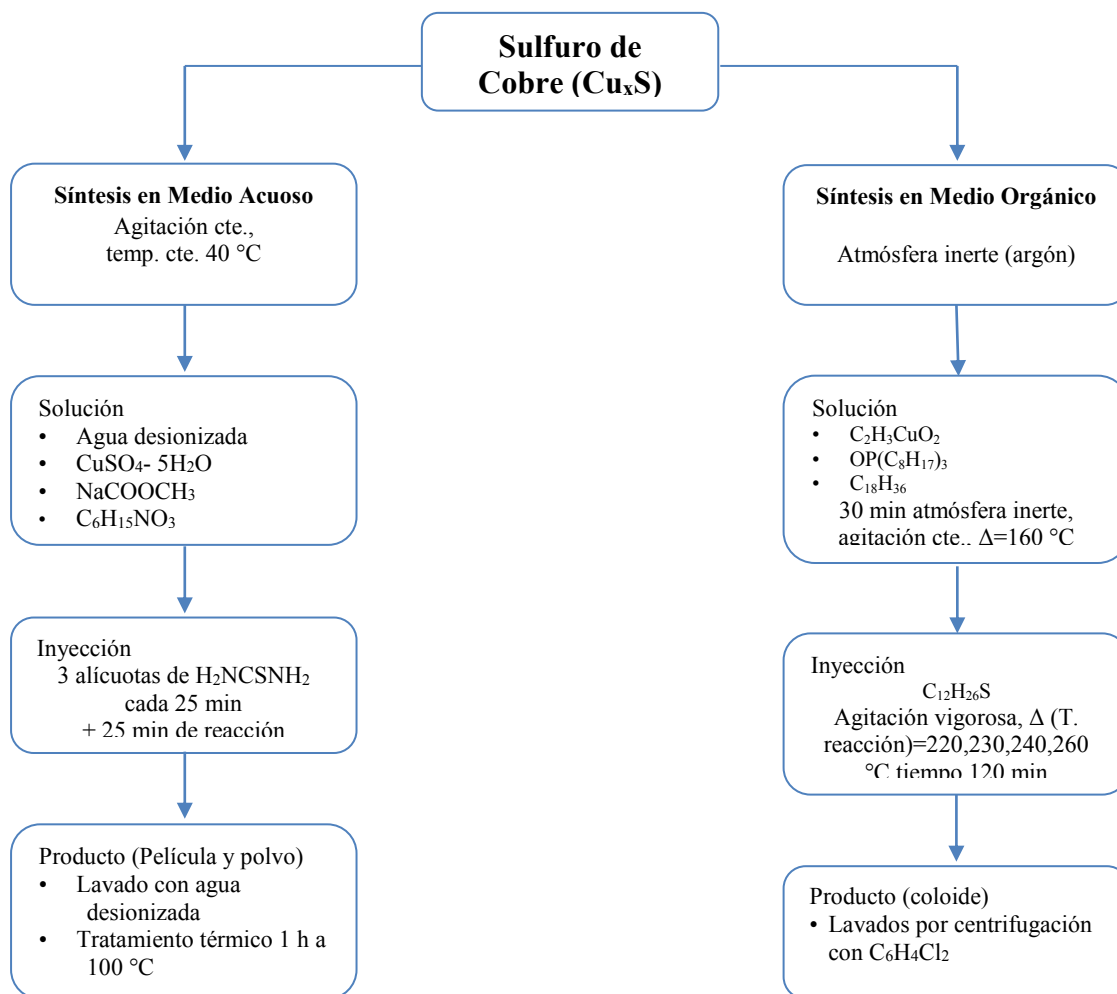 Sulfuro de
Cobre (CuₓS)
Síntesis en Medio Acuoso
Agitación cte.,
temp. cte. 40 °C
Solución
• Agua desionizada
• CuSO₄- 5H₂O
• NaCOOCH₃
• C₆H₁₅NO₃
Inyección
3 alícuotas de H₂NCSNH₂
cada 25 min
+ 25 min de reacción
Producto (Película y polvo)
• Lavado con agua
desionizada
• Tratamiento térmico 1 h a
100 °C
Síntesis en Medio Orgánico
Atmósfera inerte (argón)
Solución
• C₂H₃CuO₂
• OP(C₈H₁₇)₃
• C₁₈H₃₆
30 min atmósfera inerte,
agitación cte., Δ=160 °C
Inyección
C₁₂H₂₆S
Agitación vigorosa, Δ (T.
reacción)=220,230,240,260
°C tiempo 120 min
Producto (coloide)
• Lavados por centrifugación
con C₆H₄Cl₂